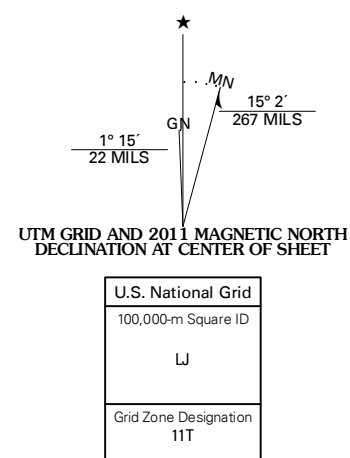 ★
MN
GN
15° 2´
267 MILS
1° 15´
22 MILS
UTM GRID AND 2011 MAGNETIC NORTH
DECLINATION AT CENTER OF SHEET
U.S. National Grid
100,000-m Square ID
LJ
Grid Zone Designation
11T